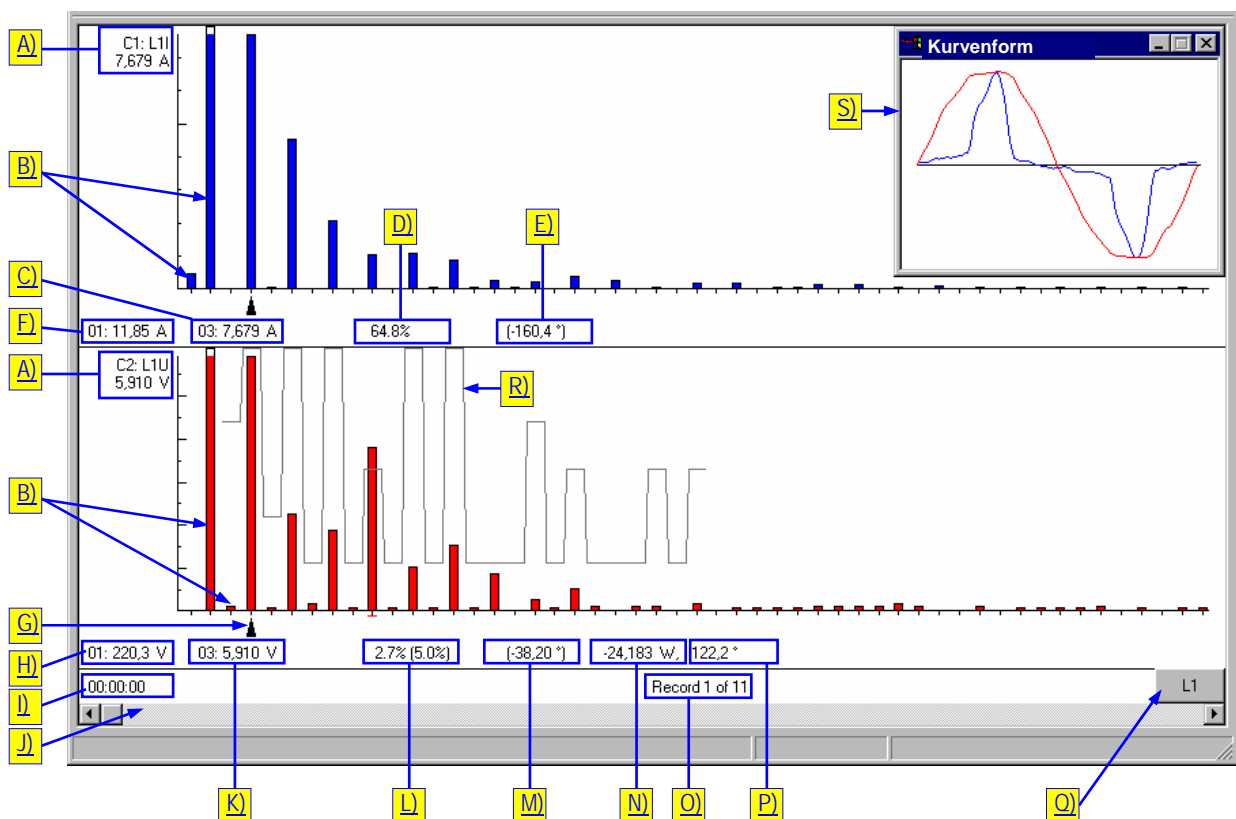 A)
C1: L1I
7,679 A
Kurvenform
S)
B)
D)
E)
C)
F)
01: 11,85 A
03: 7,679 A
64.8%
(-160,4 °)
A)
C2: L1U
5,910 V
R)
B)
G)
H)
01: 220,3 V
03: 5,910 V
2.7% (5.0%)
(-38,20 °)
-24,183 W,
122,2 °
I)
00:00:00
Record 1 of 11
L1
J)
K)
L)
M)
N)
O)
P)
Q)